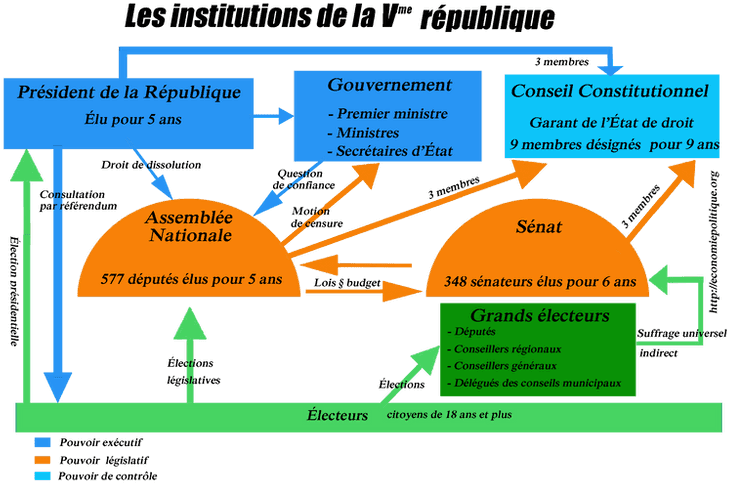 Les institutions de la Vme république
3 membres
Président de la République
Élu pour 5 ans
Gouvernement
- Premier ministre
- Ministres
- Secrétaires d'État
Conseil Constitutionnel
Garant de l'État de droit
9 membres désignés pour 9 ans
Droit de dissolution
Question
de confiance
Consultation
par référendum
Motion
de censure
3 membres
3 membres
http://economiepolitique.org
Élection présidentielle
Assemblée
Nationale
577 députés élus pour 5 ans
Sénat
348 sénateurs élus pour 6 ans
Lois § budget
Grands électeurs
- Députés
- Conseillers régionaux
- Conseillers généraux
- Délégués des conseils municipaux
Suffrage universel
indirect
Élections
législatives
Élections
Électeurs citoyens de 18 ans et plus
Pouvoir exécutif
Pouvoir législatif
Pouvoir de contrôle